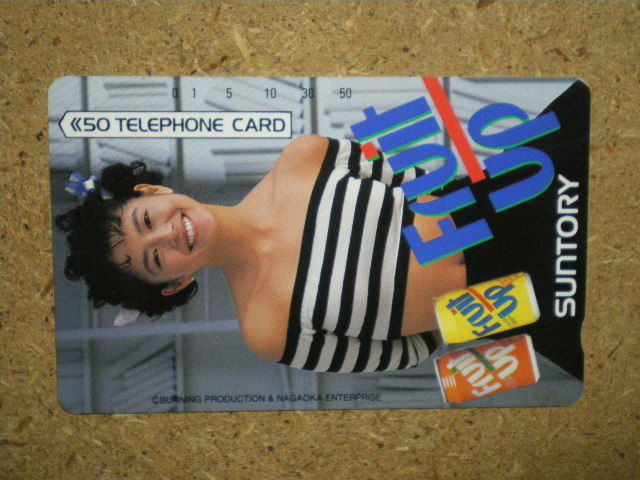 0 1 5 10 30 50
《50 TELEPHONE CARD
Fruit
Up
SUNTORY
Fruit
Up
Fruit
Up
© BURNING PRODUCTION & NAGAOKA ENTERPRISE